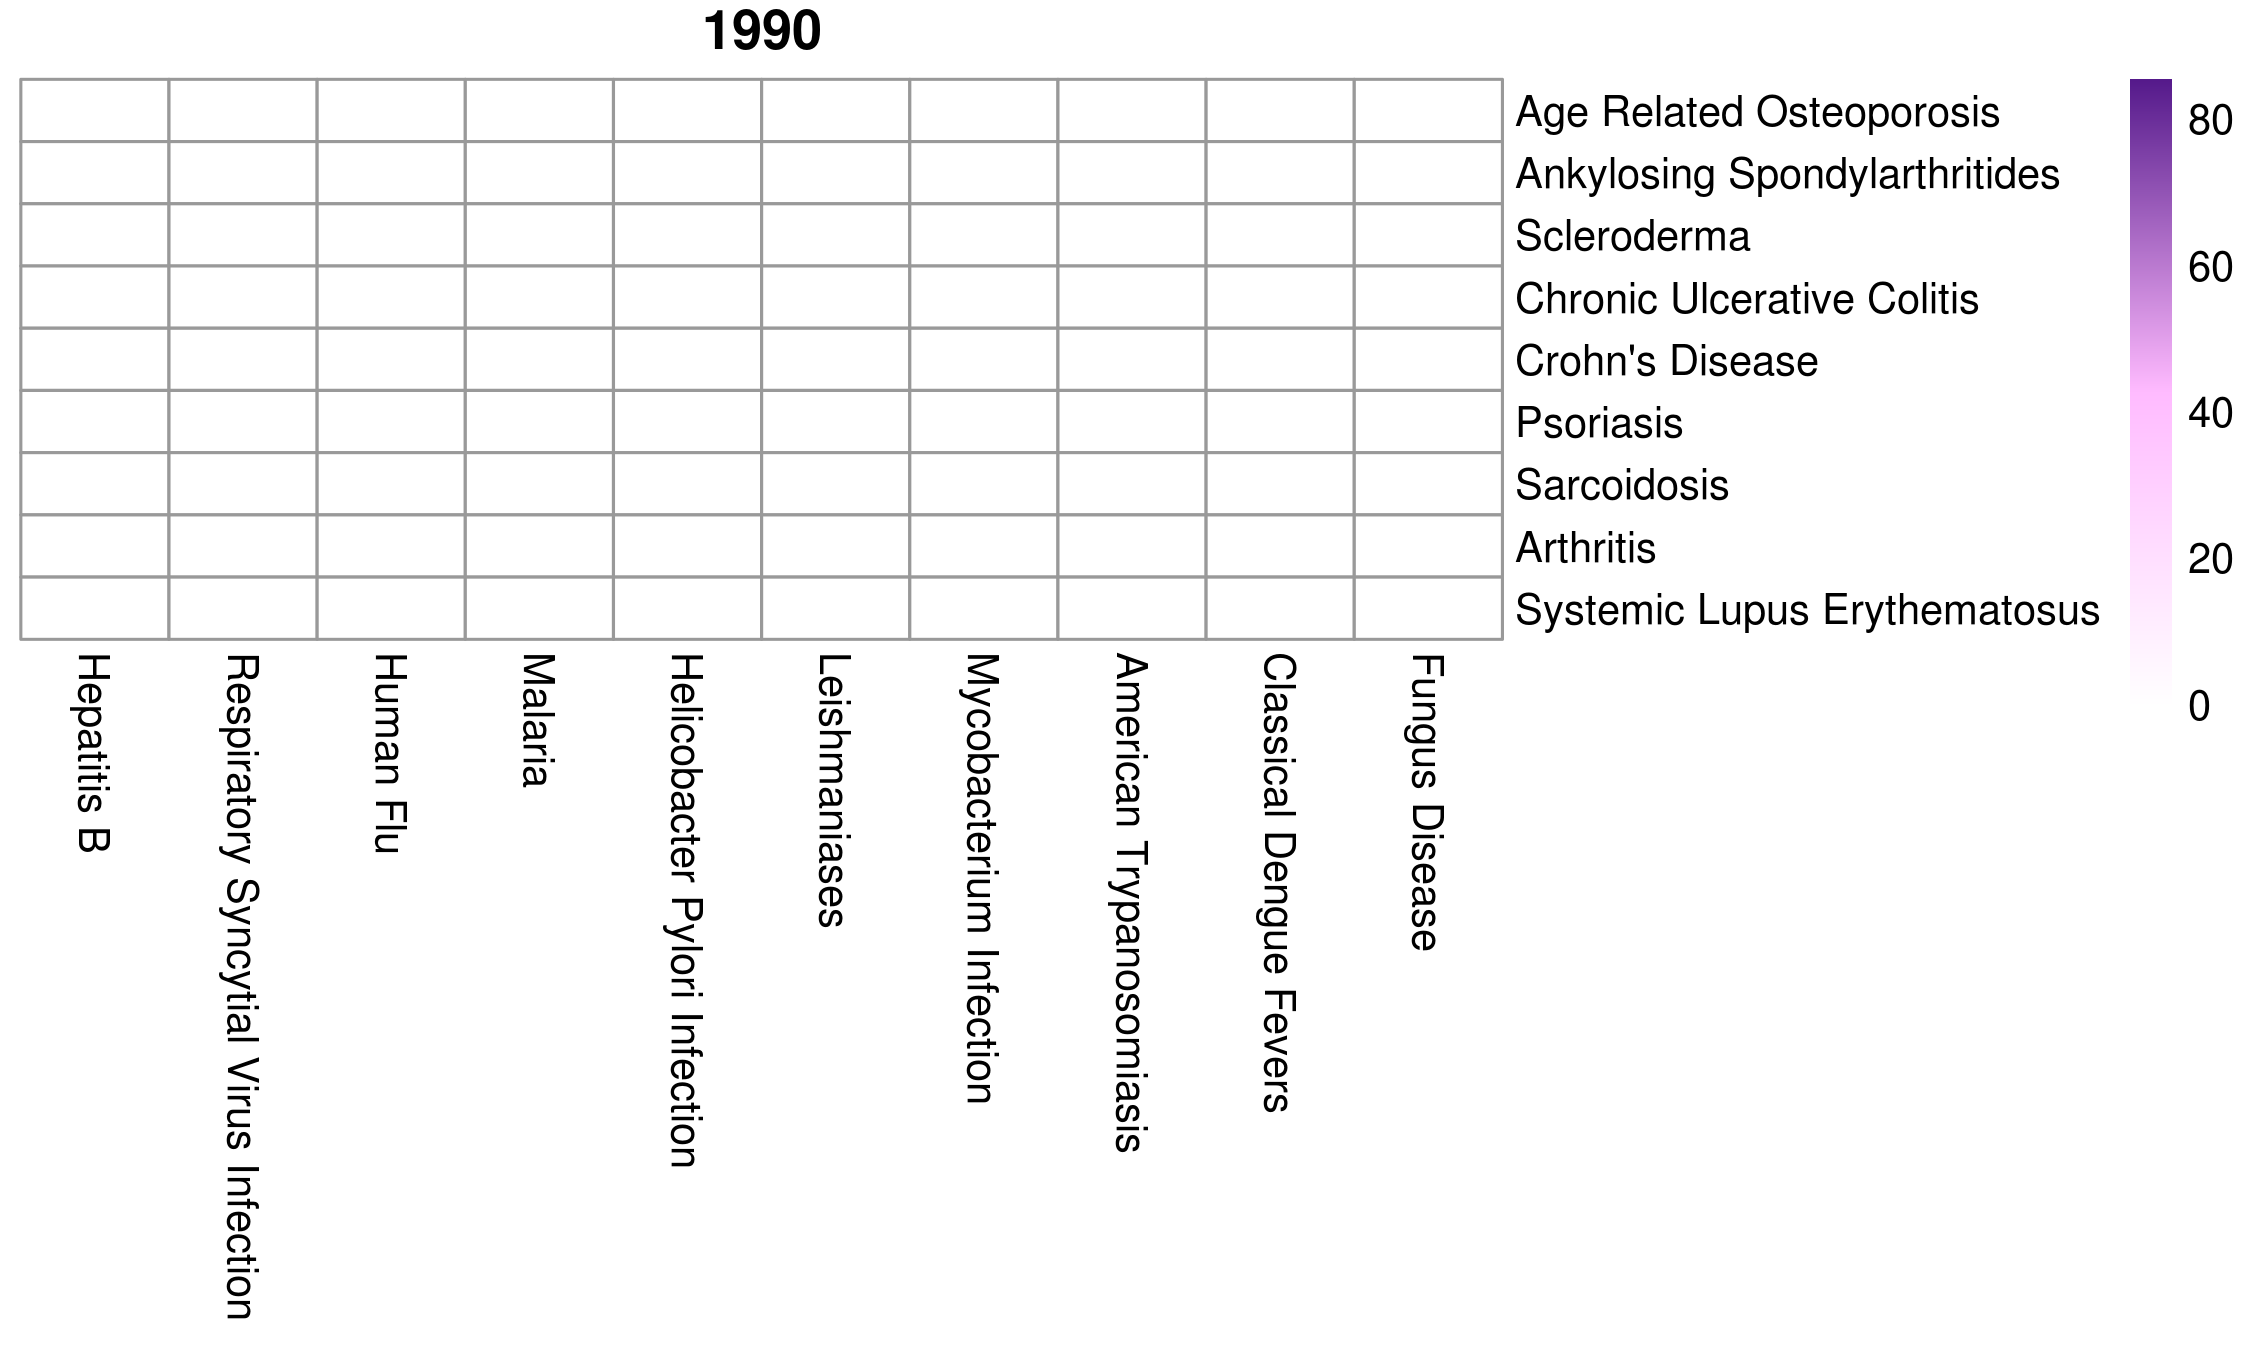 1990
Age Related Osteoporosis
Ankylosing Spondylarthritides
Scleroderma
Chronic Ulcerative Colitis
Crohn's Disease
Psoriasis
Sarcoidosis
Arthritis
Systemic Lupus Erythematosus
80
60
40
20
0
Hepatitis B
Respiratory Syncytial Virus Infection
Human Flu
Malaria
Helicobacter Pylori Infection
Leishmaniases
Mycobacterium Infection
American Trypanosomiasis
Classical Dengue Fevers
Fungus Disease